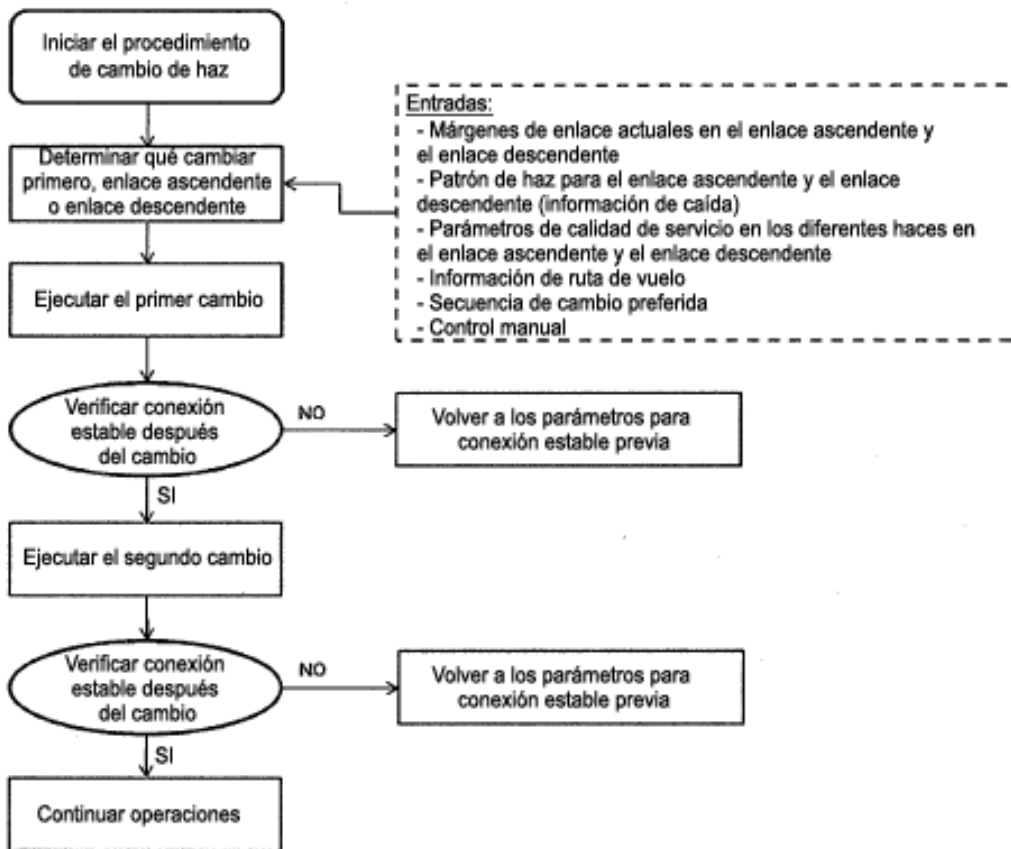 Iniciar el procedimiento
de cambio de haz
Entradas:
- Márgenes de enlace actuales en el enlace ascendente y
el enlace descendente
- Patrón de haz para el enlace ascendente y el enlace
descendente (información de caída)
- Parámetros de calidad de servicio en los diferentes haces en
el enlace ascendente y el enlace descendente
- Información de ruta de vuelo
- Secuencia de cambio preferida
- Control manual
Determinar qué cambiar
primero, enlace ascendente
o enlace descendente
Ejecutar el primer cambio
Verificar conexión
estable después
del cambio
NO
Volver a los parámetros para
conexión estable previa
SI
Ejecutar el segundo cambio
Verificar conexión
estable después
del cambio
NO
Volver a los parámetros para
conexión estable previa
SI
Continuar operaciones